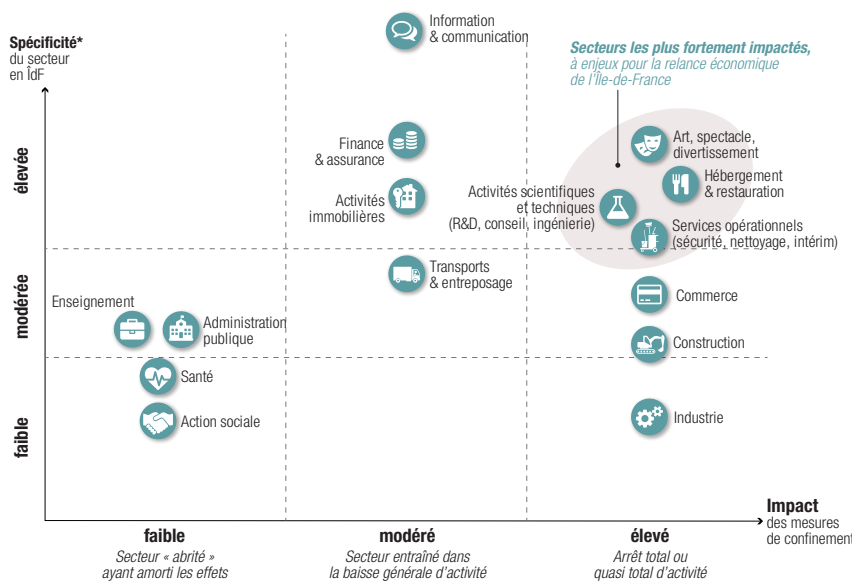 Information
& communication
Spécificité*
du secteur
en ÎdF
Secteurs les plus fortement impactés,
à enjeux pour la relance économique
de l'Île-de-France
élevée
modérée
faible
Finance
& assurance
Activités
immobilières
Art, spectacle,
divertissement
Hébergement
& restauration
Activités scientifiques
et techniques
(R&D, conseil, ingénierie)
Services opérationnels
(sécurité, nettoyage, intérim)
Transports
& entreposage
Commerce
Enseignement
Administration
publique
Construction
Santé
Action sociale
Industrie
Impact
des mesures
de confinement
faible
Secteur « abrité »
ayant amorti les effets
modéré
Secteur entraîné dans
la baisse générale d'activité
élevé
Arrêt total ou
quasi total d'activité